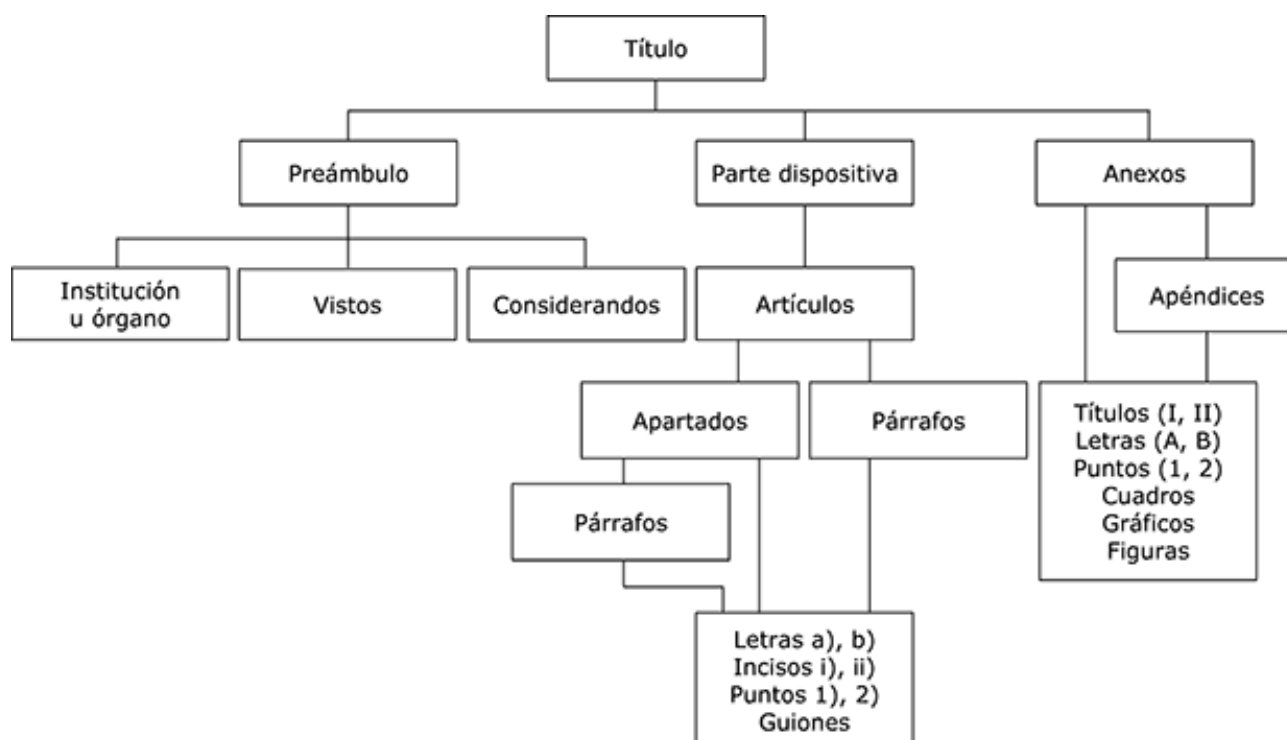 Título
Preámbulo
Parte dispositiva
Anexos
Institución
u órgano
Vistos
Considerandos
Artículos
Apéndices
Apartados
Párrafos
Títulos (I, II)
Letras (A, B)
Puntos (1, 2)
Cuadros
Gráficos
Figuras
Párrafos
Letras a), b)
Incisos i), ii)
Puntos 1), 2)
Guiones